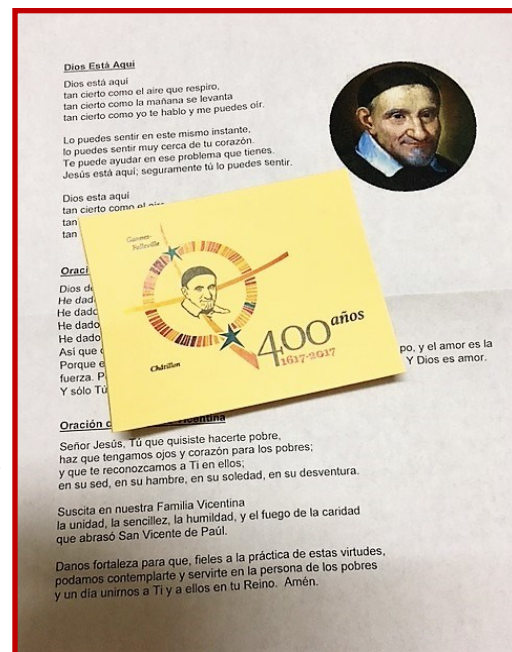 Dios Está Aquí
Dios está aquí
tan cierto como el aire que respiro,
tan cierto como la mañana se levanta
tan cierto como yo te hablo y me puedes oír.
Lo puedes sentir en este mismo instante,
lo puedes sentir muy cerca de tu corazón.
Te puede ayudar en ese problema que tienes.
Jesús está aquí; seguramente tú lo puedes sentir.
Dios esta aquí
tan cierto como el aire
tan
tan
Dios
He dado
He dado
He dado
He dado
Así que
po, y el amor es la
Porque
Y Dios es amor.
fuerza.
Y sólo Tú
Gannes-
Folleville
Châtillon
400 años
1617-2017
Oración
Señor Jesús, Tú que quisiste hacerte pobre,
haz que tengamos ojos y corazón para los pobres;
y que te reconozcamos a Ti en ellos;
en su sed, en su hambre, en su soledad, en su desventura.
Suscita en nuestra Familia Vicentina
la unidad, la sencillez, la humildad, y el fuego de la caridad
que abrasó San Vicente de Paúl.
Danos fortaleza para que, fieles a la práctica de estas virtudes,
podamos contemplarte y servirte en la persona de los pobres
y un día unirnos a Ti y a ellos en tu Reino. Amén.